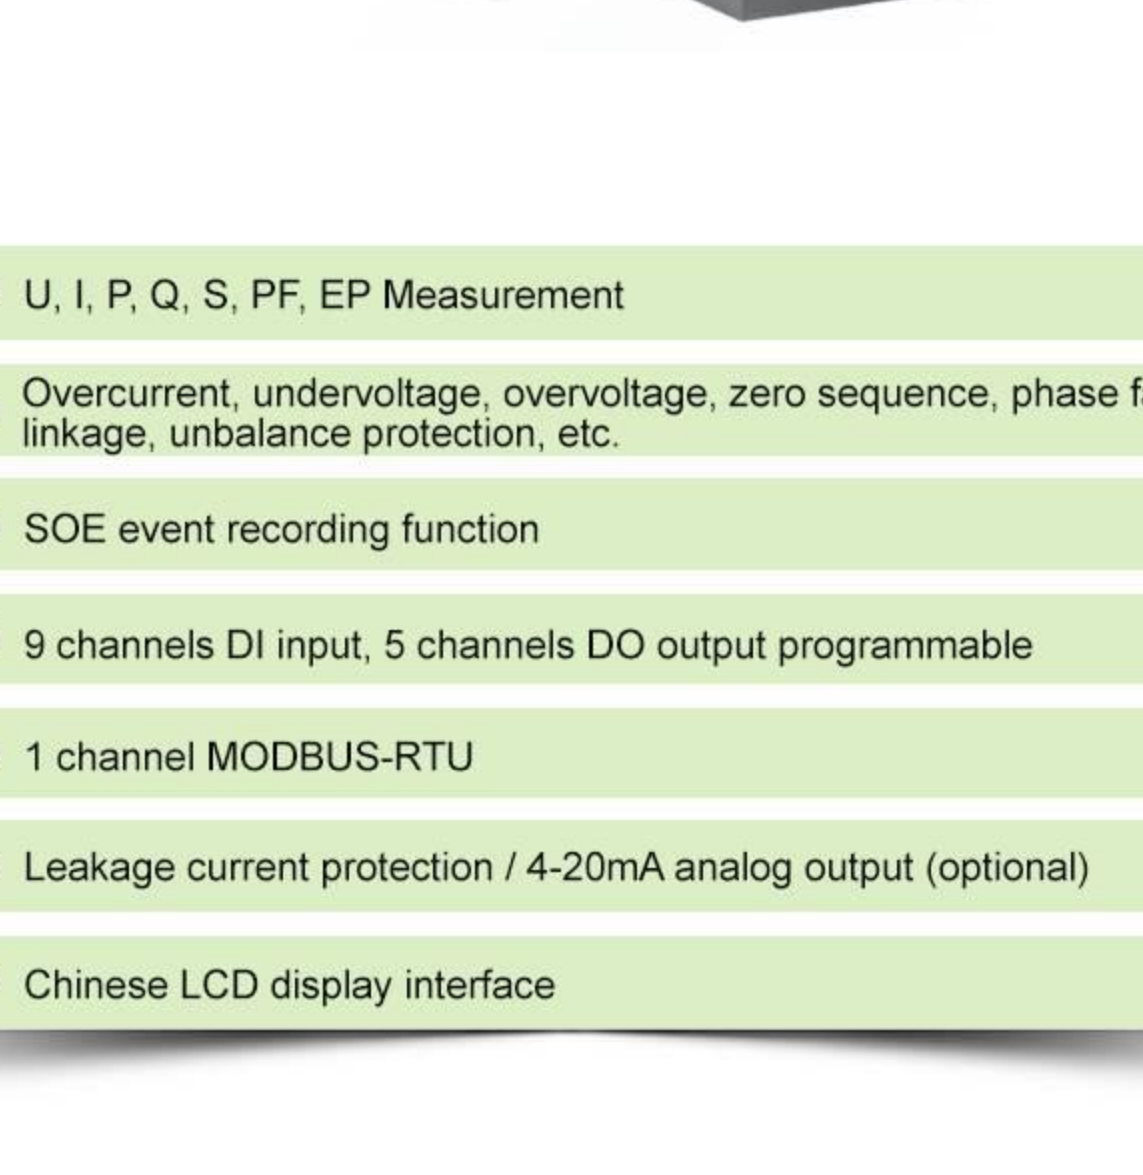 U, I, P, Q, S, PF, EP Measurement
Overcurrent, undervoltage, overvoltage, zero sequence, phase
linkage, unbalance protection, etc.
SOE event recording function
9 channels DI input, 5 channels DO output programmable
1 channel MODBUS-RTU
Leakage current protection / 4-20mA analog output (optional)
Chinese LCD display interface